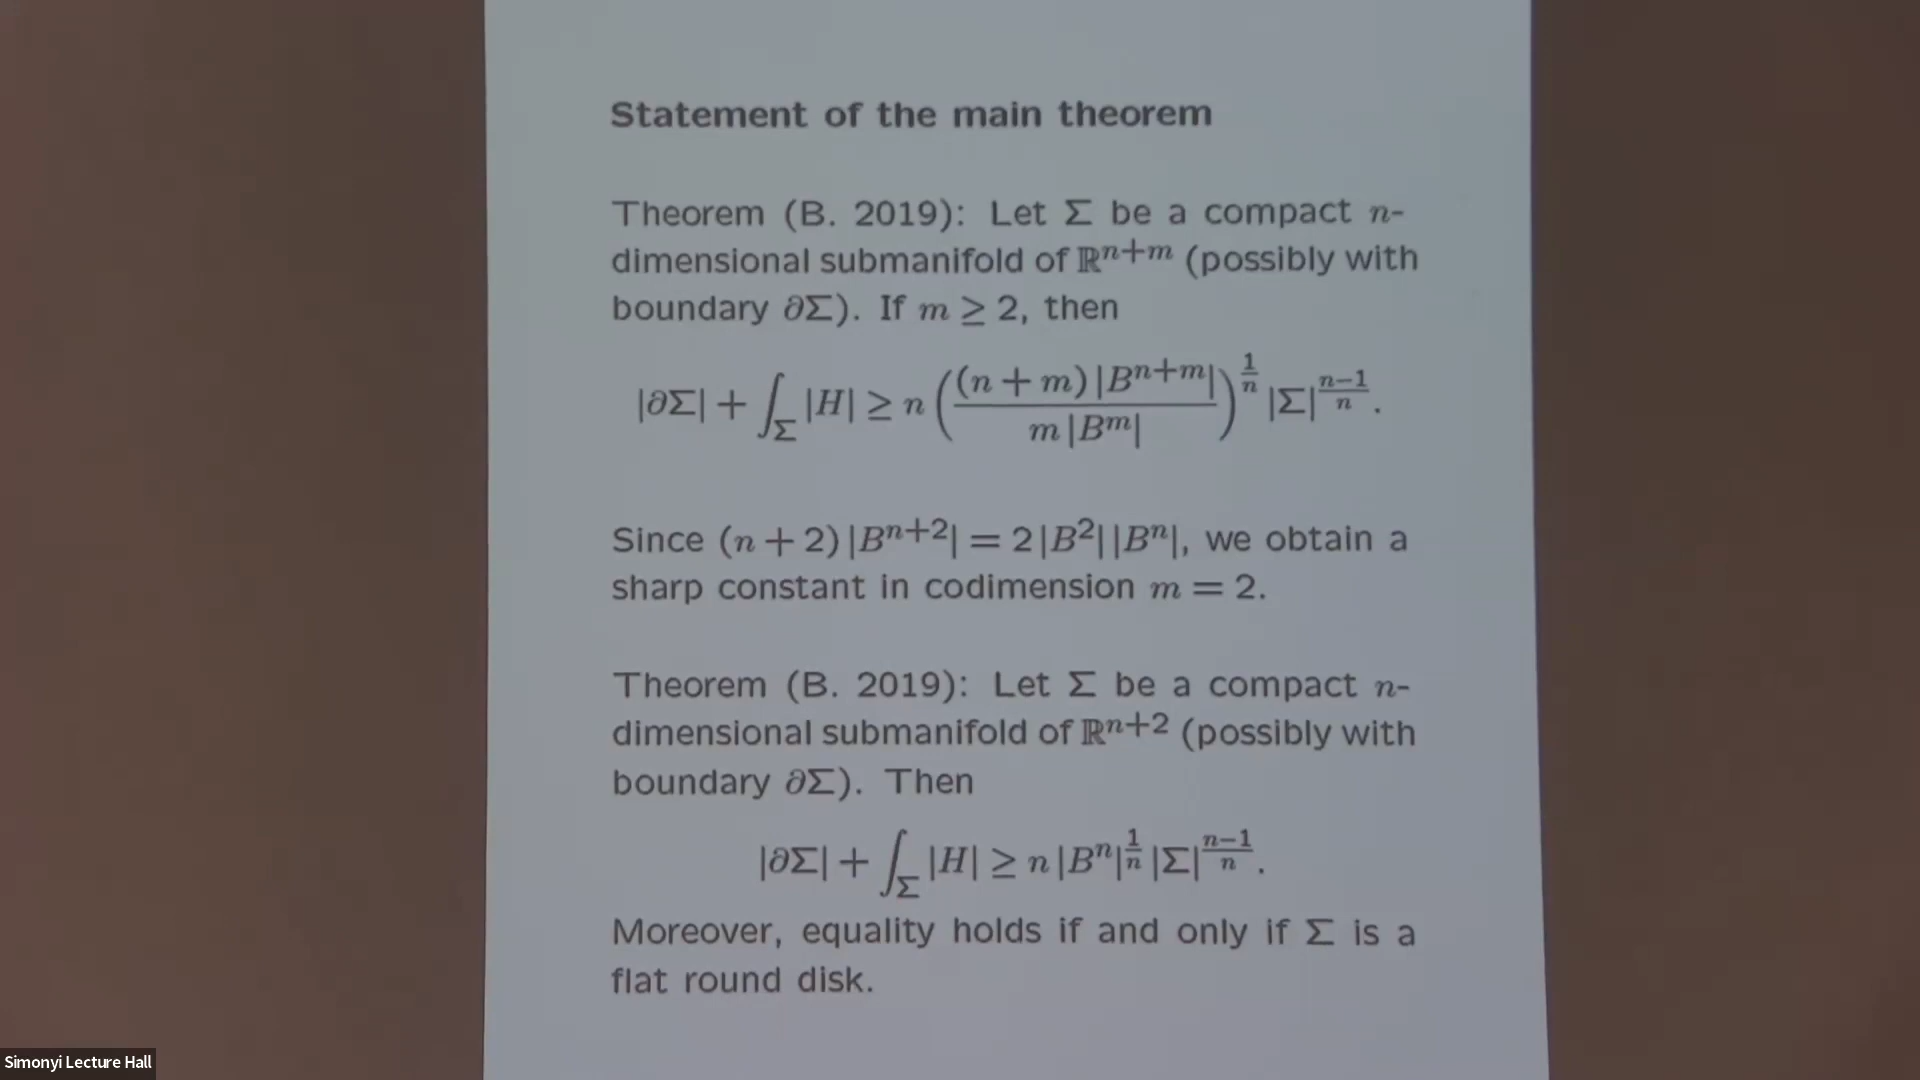 Statement of the main theorem
Theorem (B. 2019): Let Σ be a compact n-
dimensional submanifold of ℝ^{n+m} (possibly with
boundary ∂Σ). If m ≥ 2, then
|∂Σ| + ∫_Σ |H| ≥ n ( (n + m) |B^{n+m}| / m |B^m| )^{1/n} |Σ|^{(n−1)/n}.
Since (n + 2) |B^{n+2}| = 2 |B^2| |B^n|, we obtain a
sharp constant in codimension m = 2.
Theorem (B. 2019): Let Σ be a compact n-
dimensional submanifold of ℝ^{n+2} (possibly with
boundary ∂Σ). Then
|∂Σ| + ∫_Σ |H| ≥ n |B^n|^{1/n} |Σ|^{(n−1)/n}.
Moreover, equality holds if and only if Σ is a
flat round disk.
Simonyi Lecture Hall